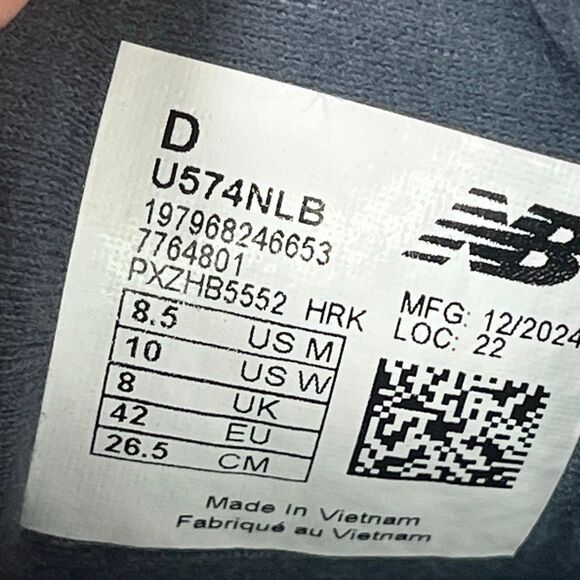 D
U574NLB
197968246653
7764801
PXZHB5552 HRK
NB
MFG: 12/2024
LOC: 22
8.5 US M
10 US W
8 UK
42 EU
26.5 CM
Made in Vietnam
Fabriqué au Vietnam